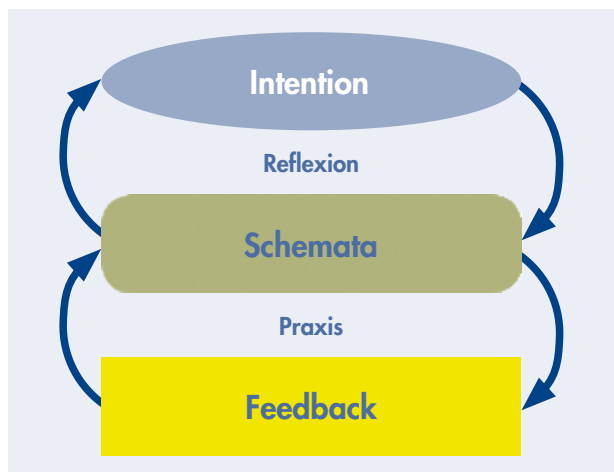 Intention
Reflexion
Schemata
Praxis
Feedback